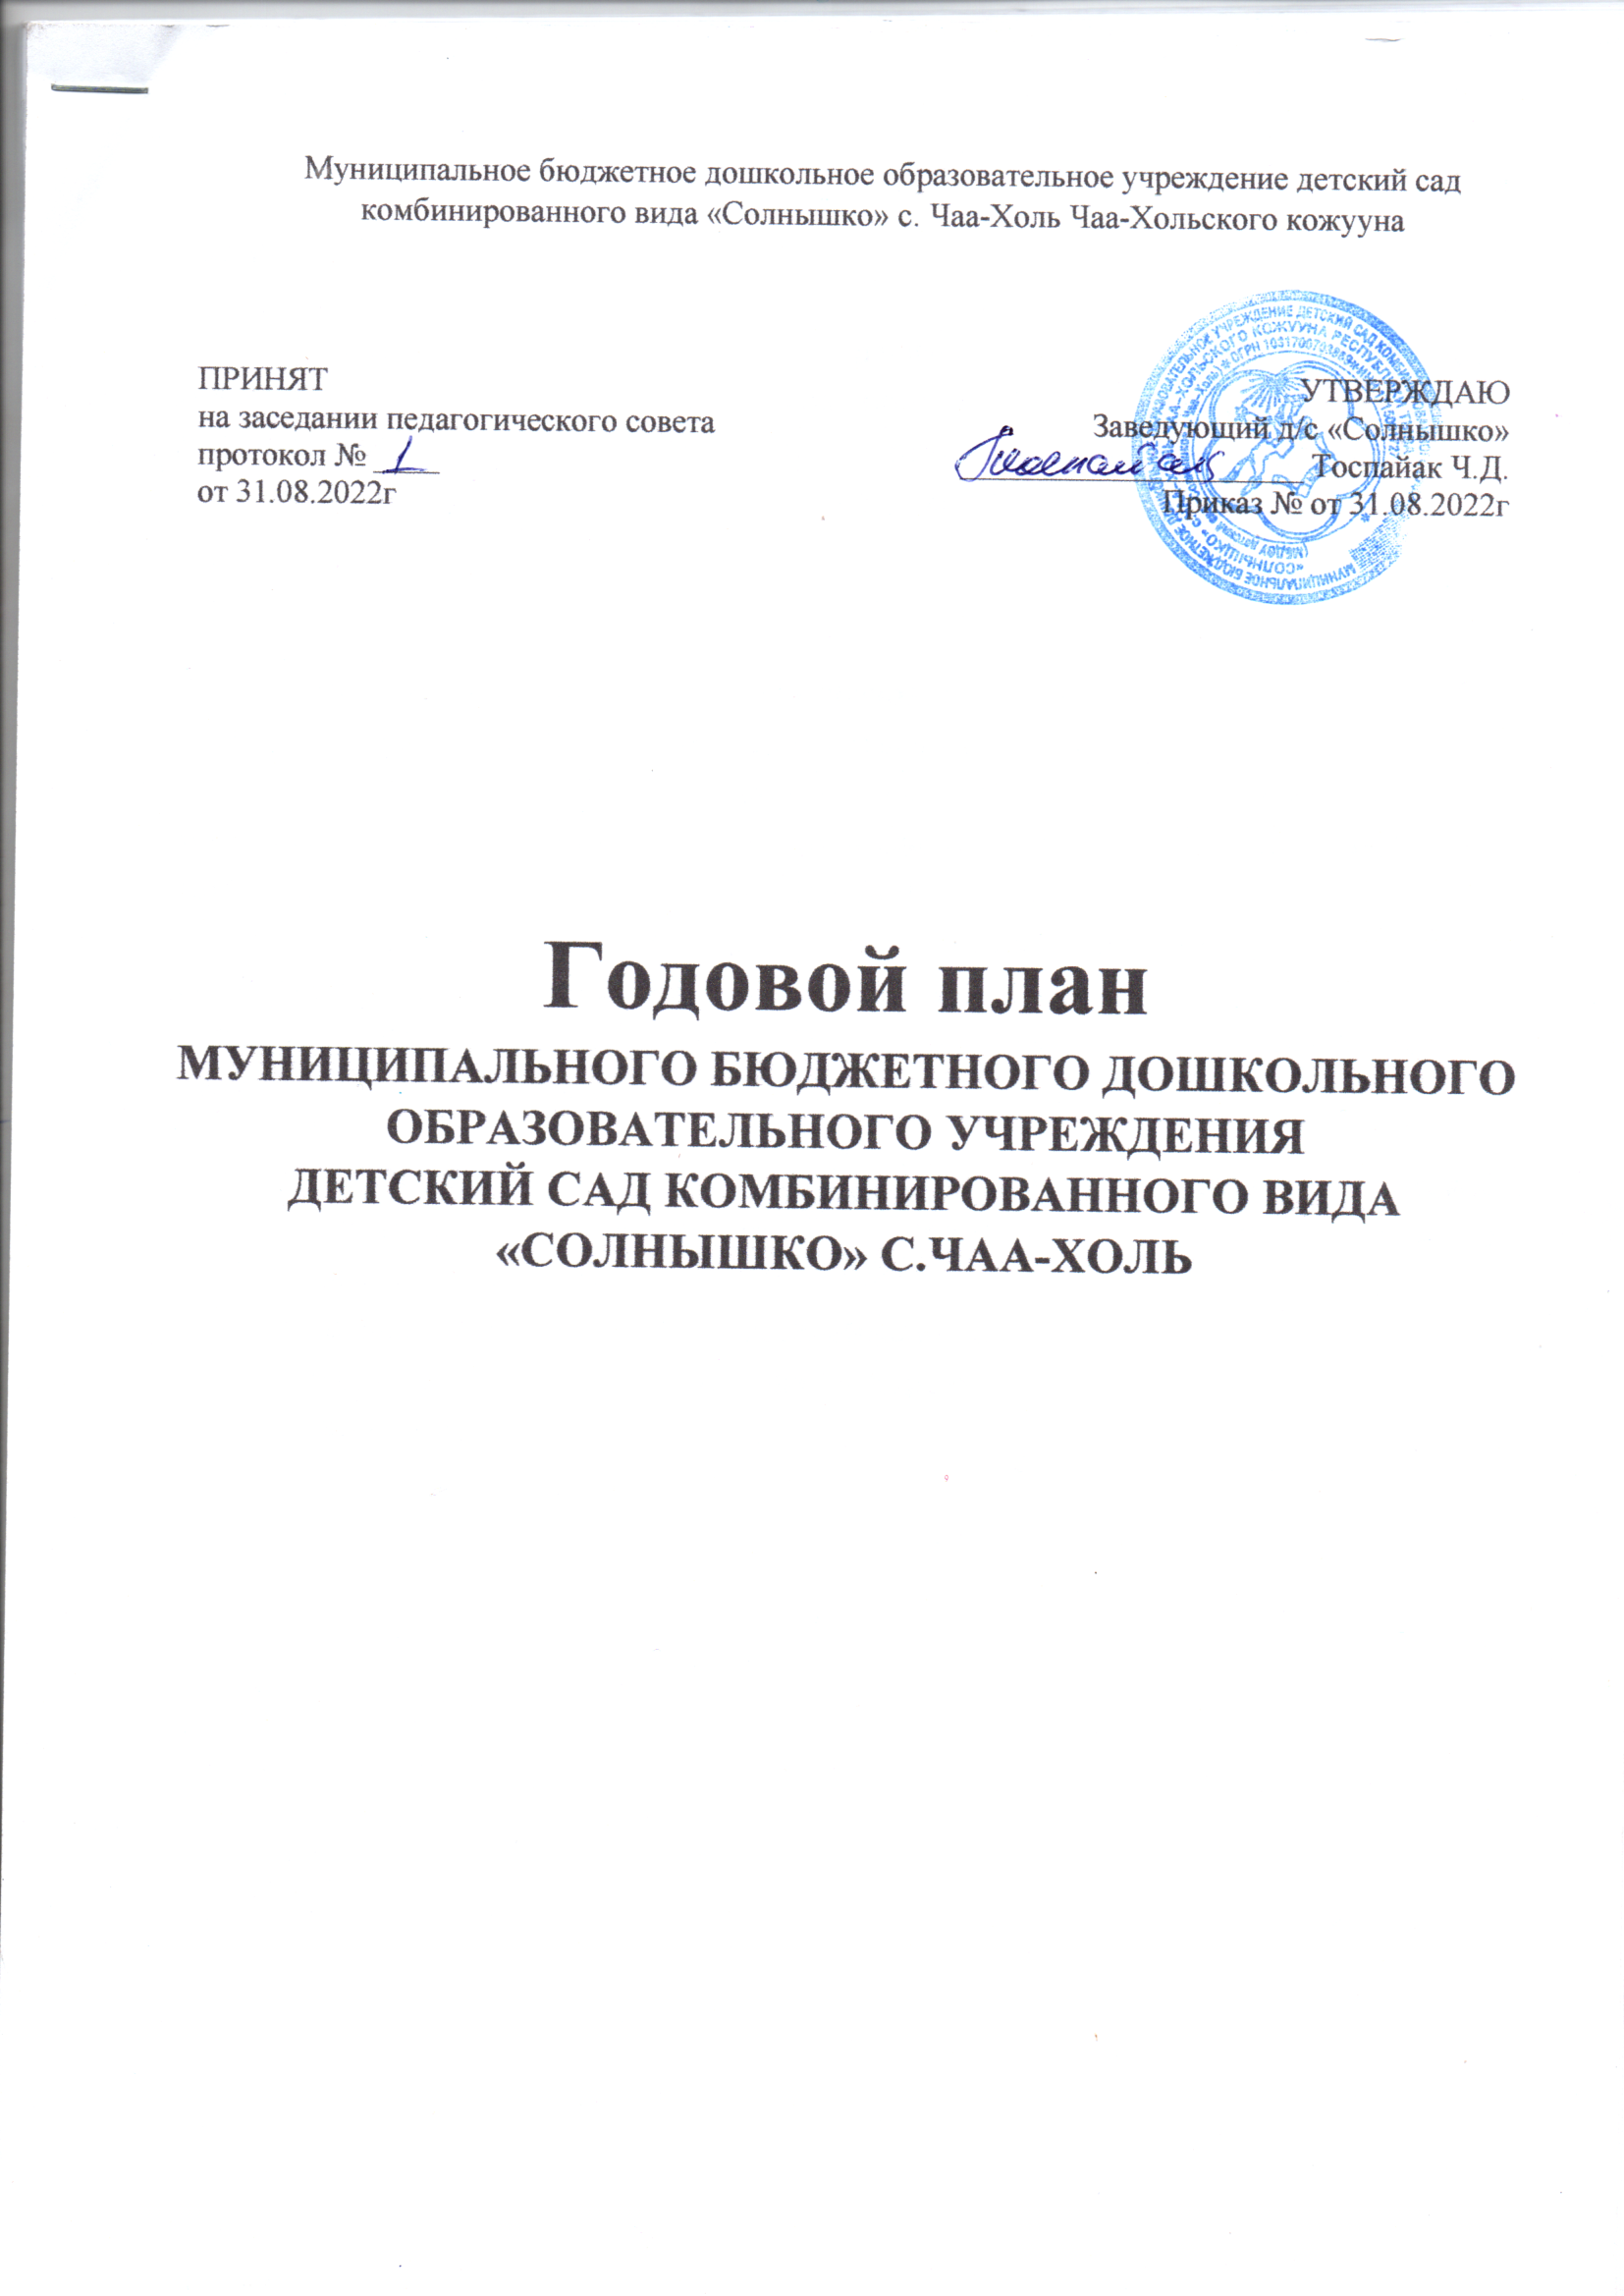 Муниципальное бюджетное дошкольное образовательное учреждение детский сад
комбинированного вида «Солнышко» с. Чаа-Холь Чаа-Хольского кожууна
ПРИНЯТ
на заседании педагогического совета
протокол № 1
от 31.08.2022г
УТВЕРЖДАЮ
Заведующий д/с «Солнышко»
Тоспайак Ч.Д.
Приказ № от 31.08.2022г
Годовой план
МУНИЦИПАЛЬНОГО БЮДЖЕТНОГО ДОШКОЛЬНОГО
ОБРАЗОВАТЕЛЬНОГО УЧРЕЖДЕНИЯ
ДЕТСКИЙ САД КОМБИНИРОВАННОГО ВИДА
«СОЛНЫШКО» С.ЧАА-ХОЛЬ